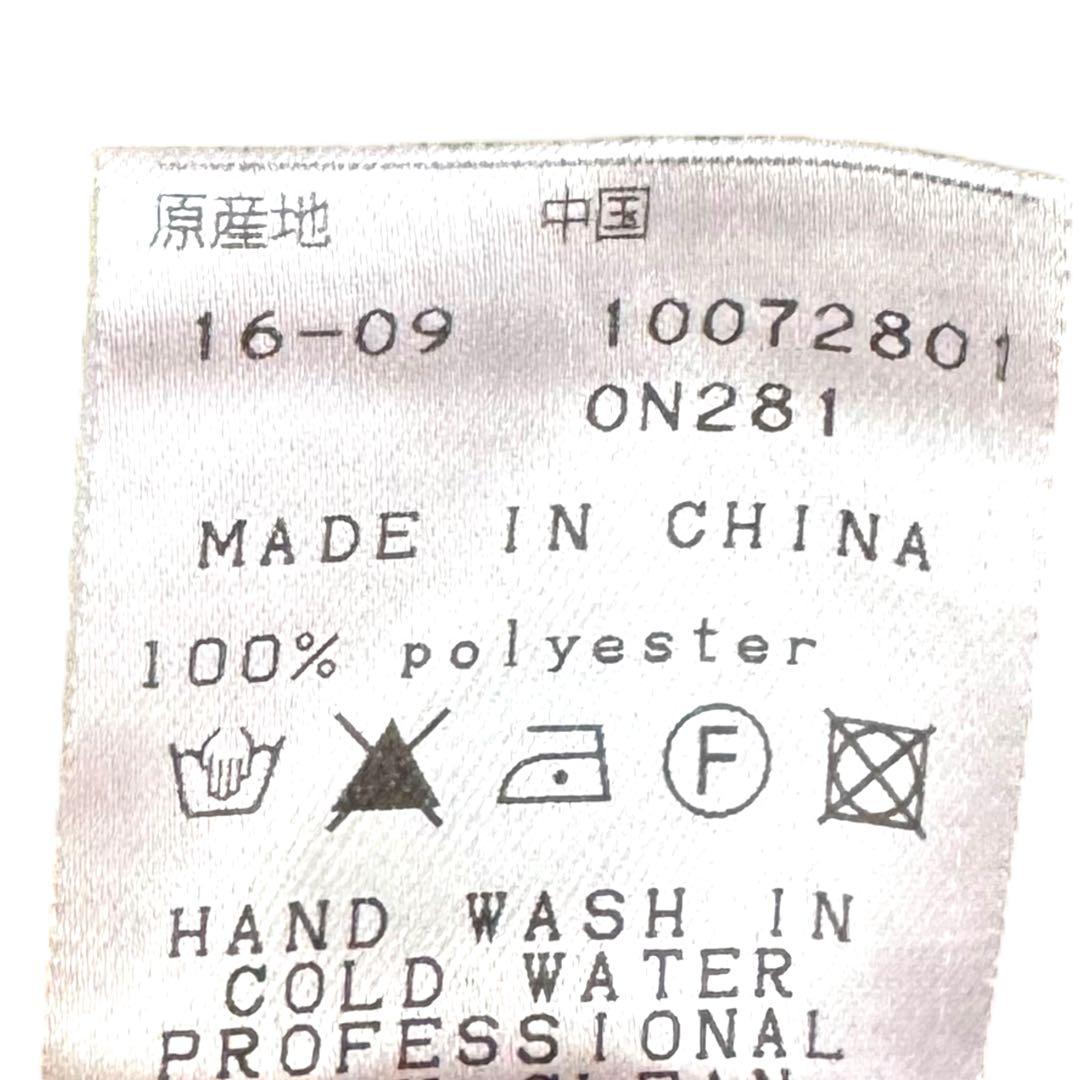 原産地 中国
16-09 10072801
0N281
MADE IN CHINA
100% polyester
F
HAND WASH IN
COLD WATER
PROFESSIONAL